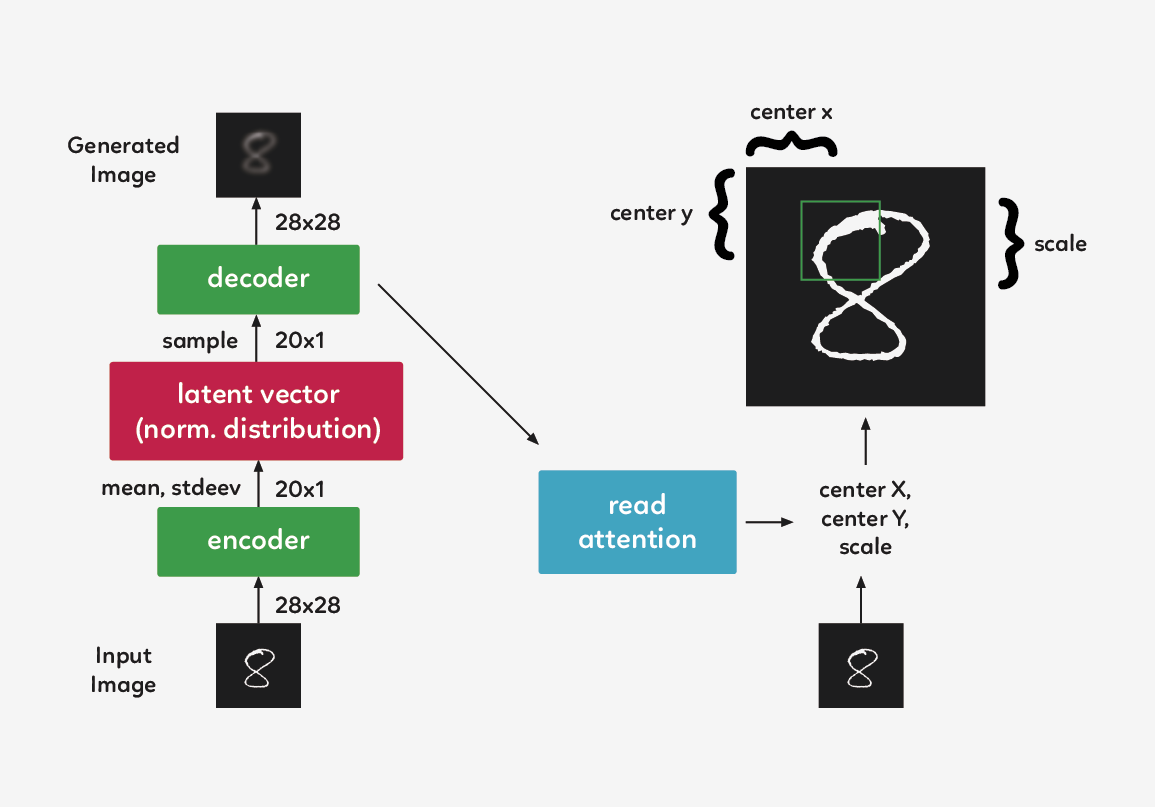 Generated
Image
28x28
decoder
sample
20x1
latent vector
(norm. distribution)
mean, stdeev
20x1
encoder
28x28
Input
Image
read
attention
center x
center y
scale
center X,
center Y,
scale